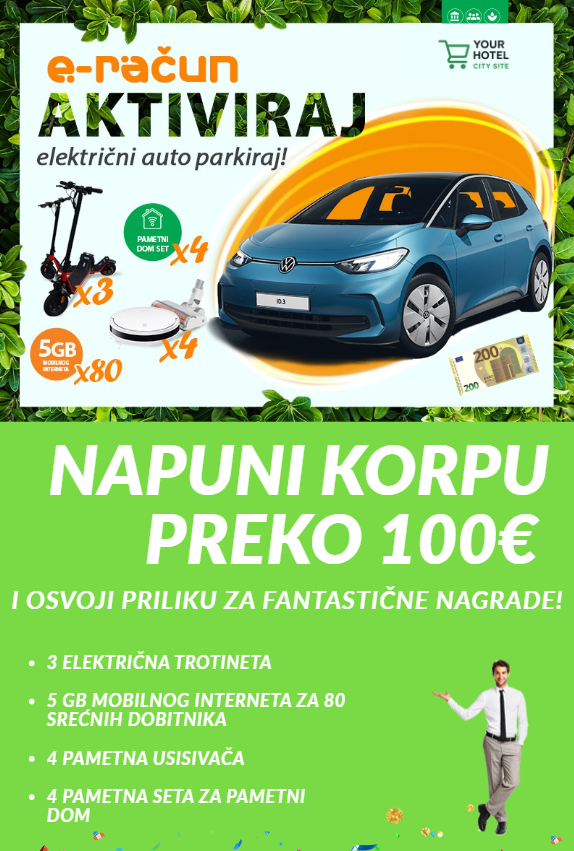 YOUR
HOTEL
CITY SITE
e-račun
AKTIVIRAJ
električni auto parkiraj!
PAMETNI
DOM SET
x4
x3
ID.3
x4
5GB
MOBILNOG
INTERNETA
x80
200
200
NAPUNI KORPU
PREKO 100€
I OSVOJI PRILIKU ZA FANTASTIČNE NAGRADE!
• 3 ELEKTRIČNA TROTINETA
• 5 GB MOBILNOG INTERNETA ZA 80
SREĆNIH DOBITNIKA
• 4 PAMETNA USISIVAČA
• 4 PAMETNA SETA ZA PAMETNI
DOM